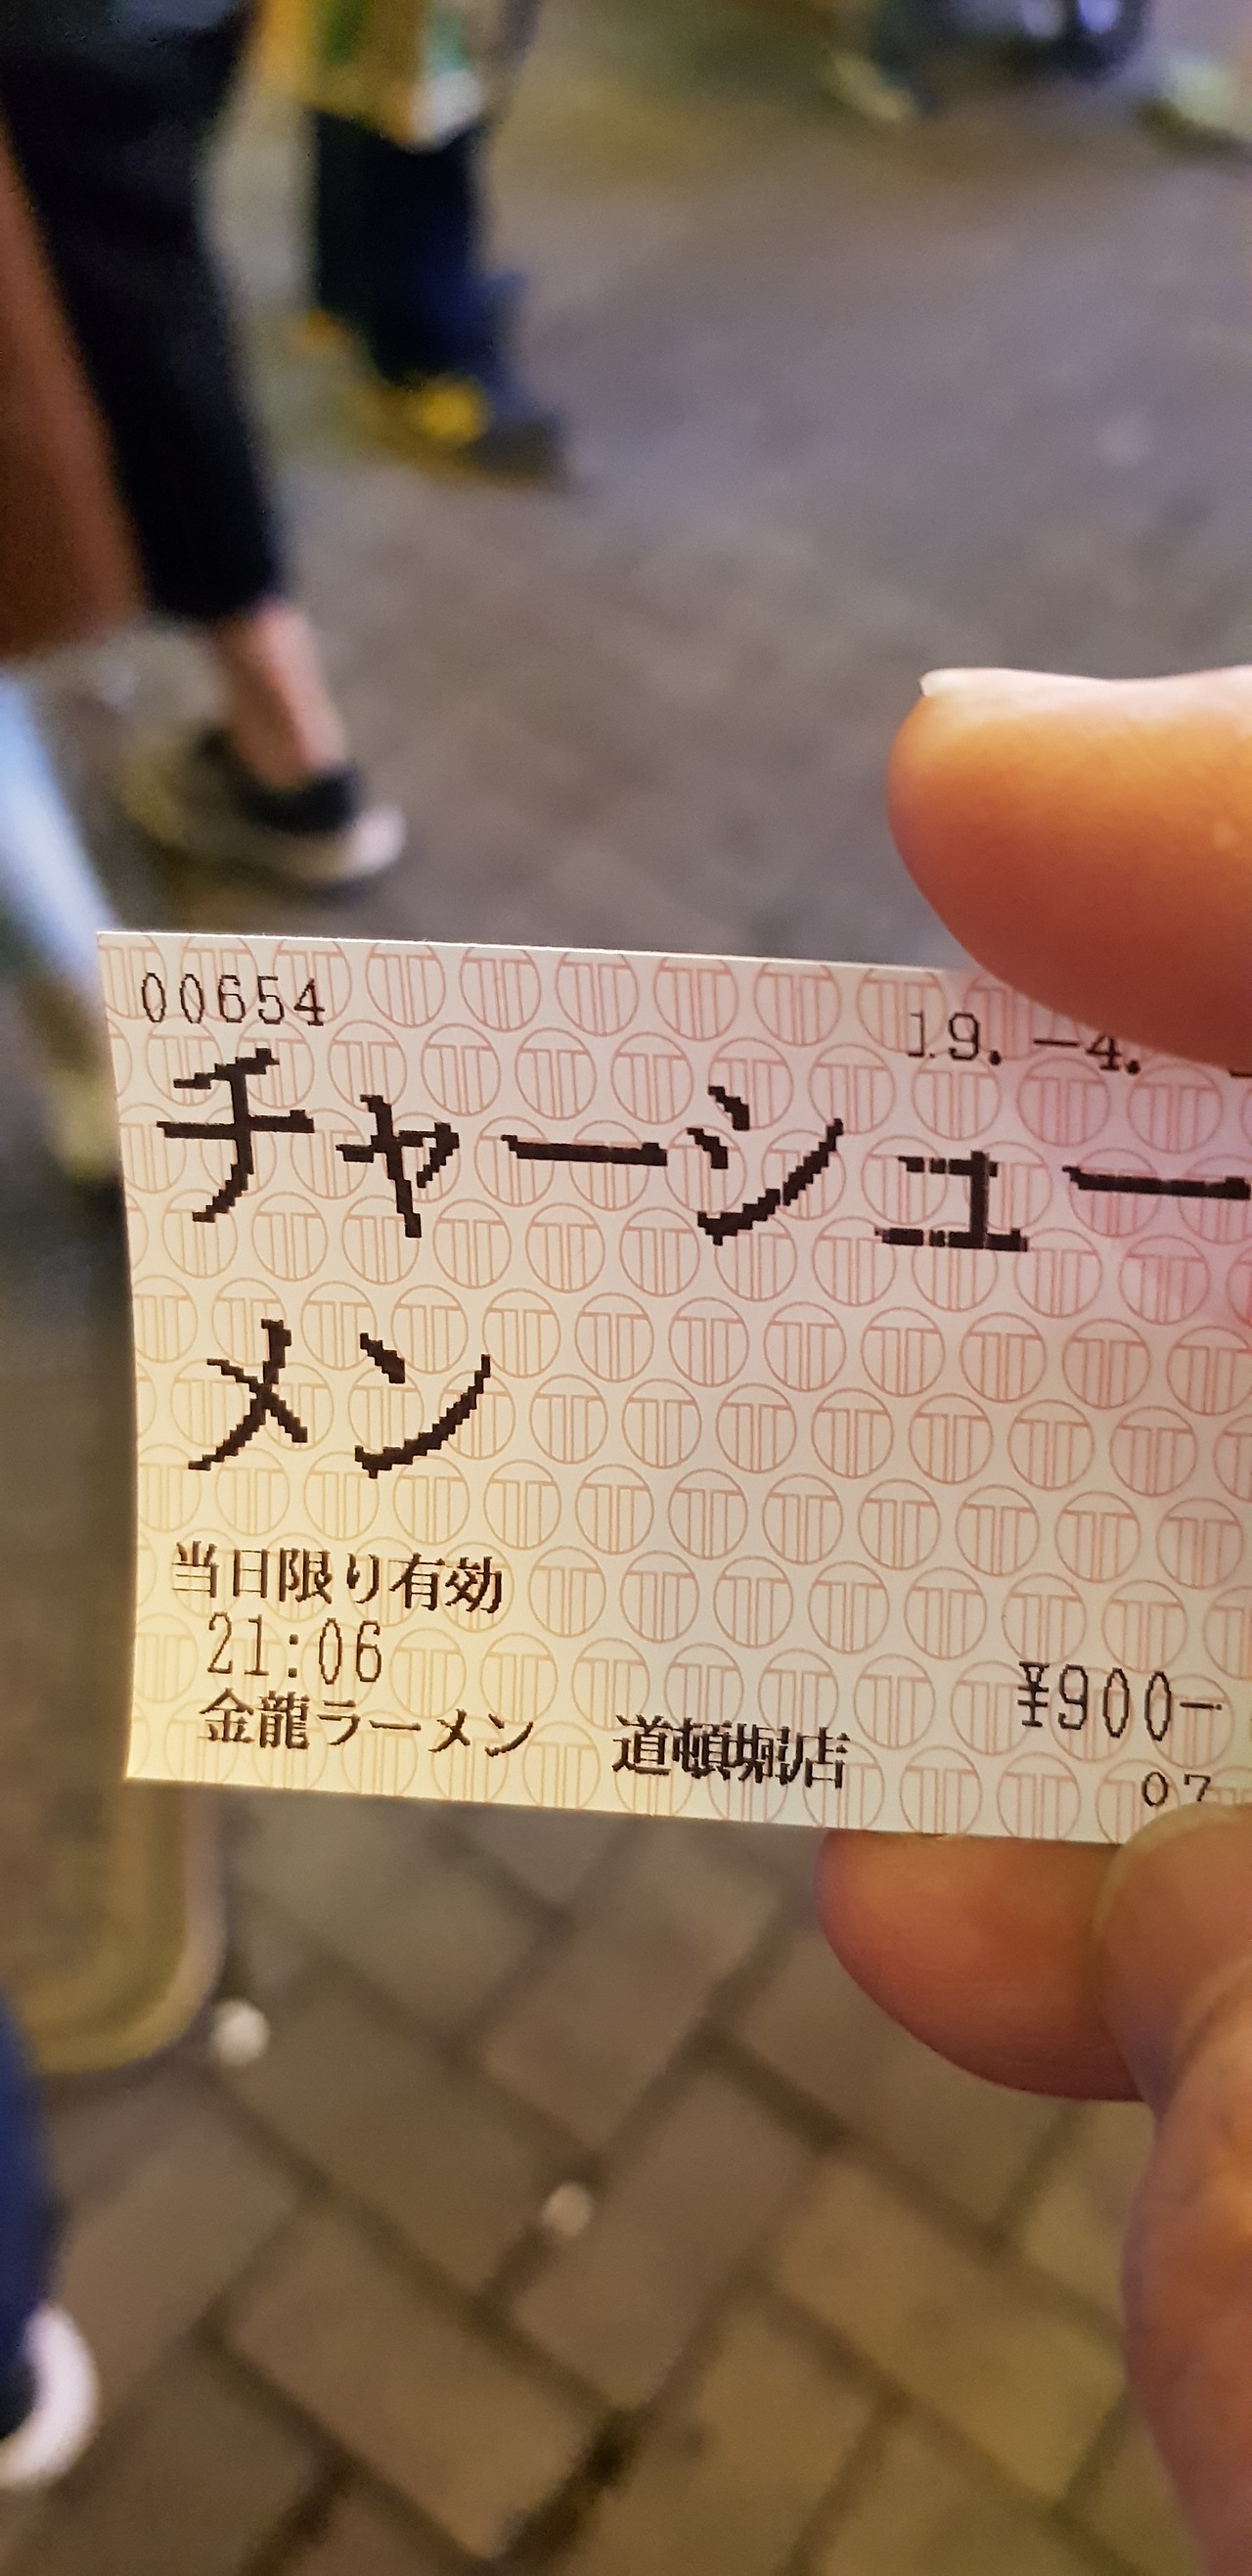 00654 19.-4.
チャーシュー
メン
当日限り有効
21:06
¥900-
金龍ラーメン 道頓堀店
07